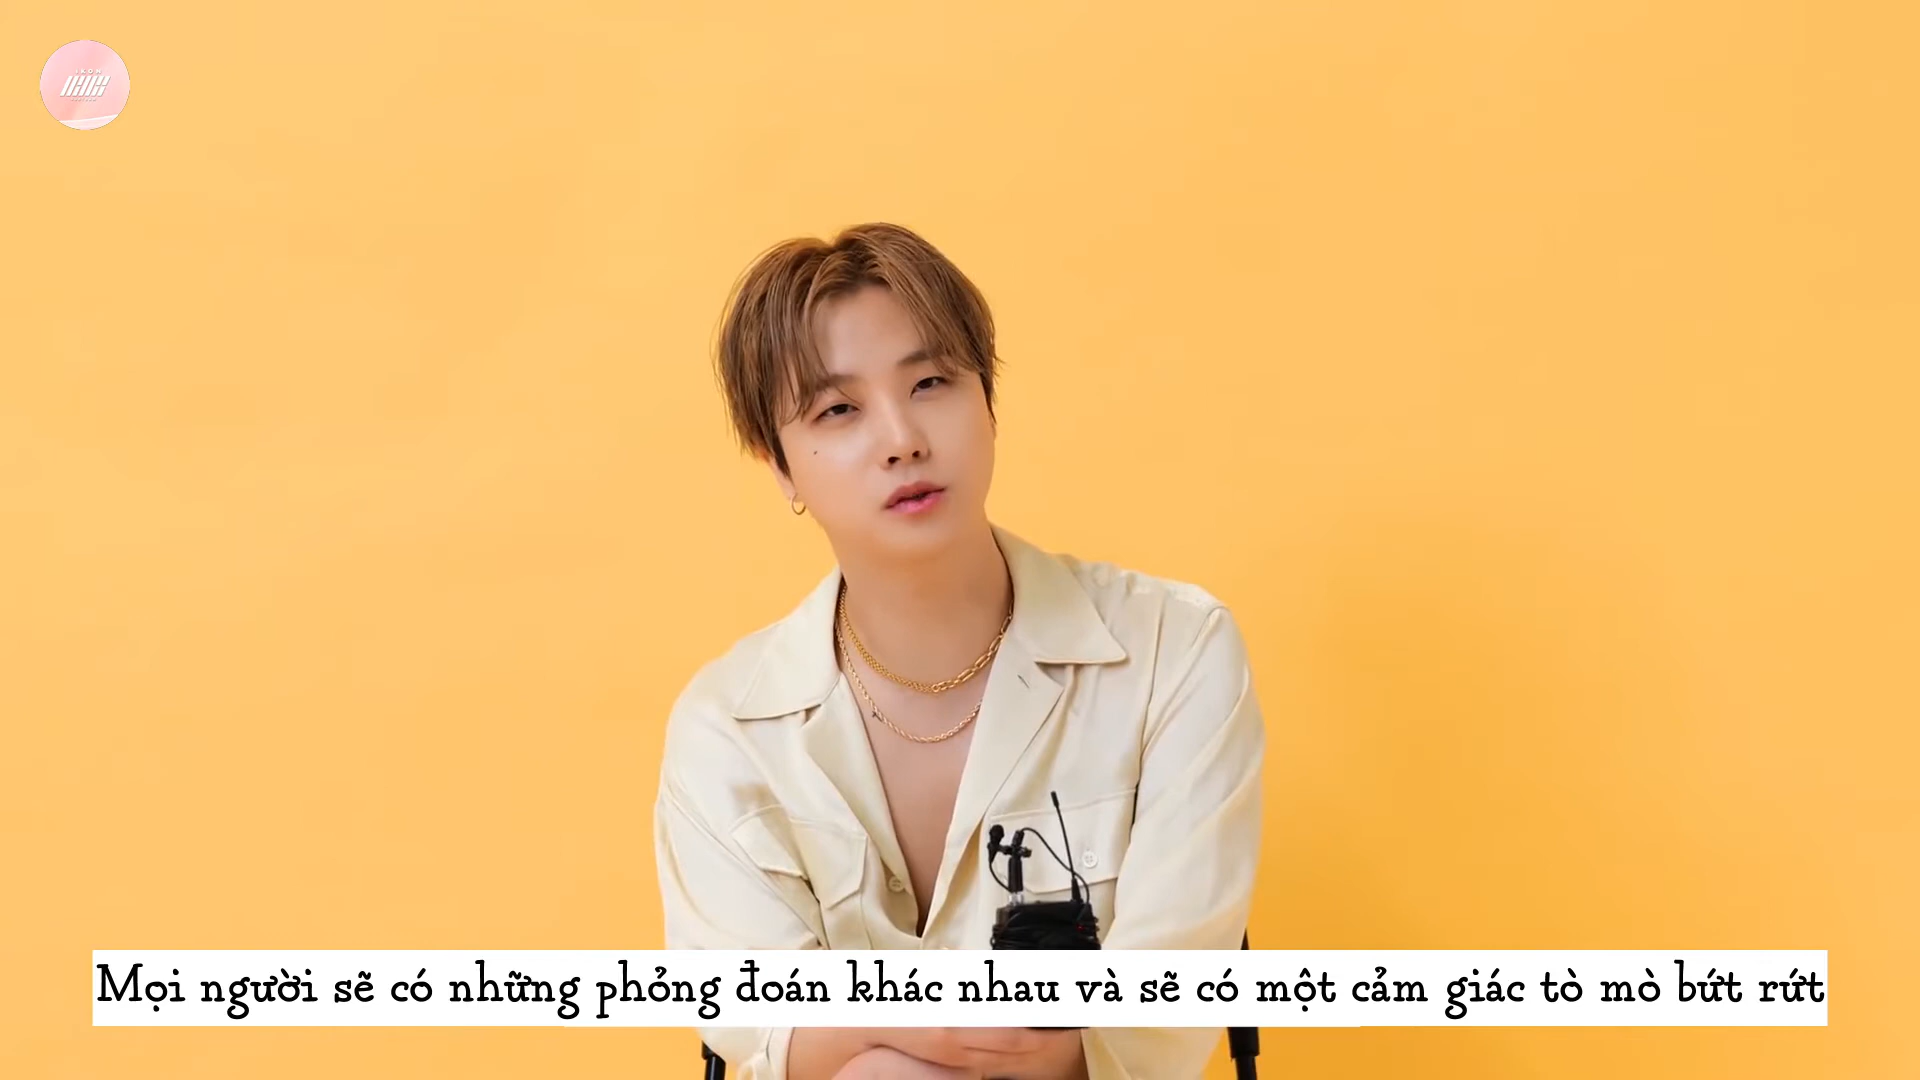 iKON
Mọi người sẽ có những phỏng đoán khác nhau và sẽ có một cảm giác tò mò bứt rứt